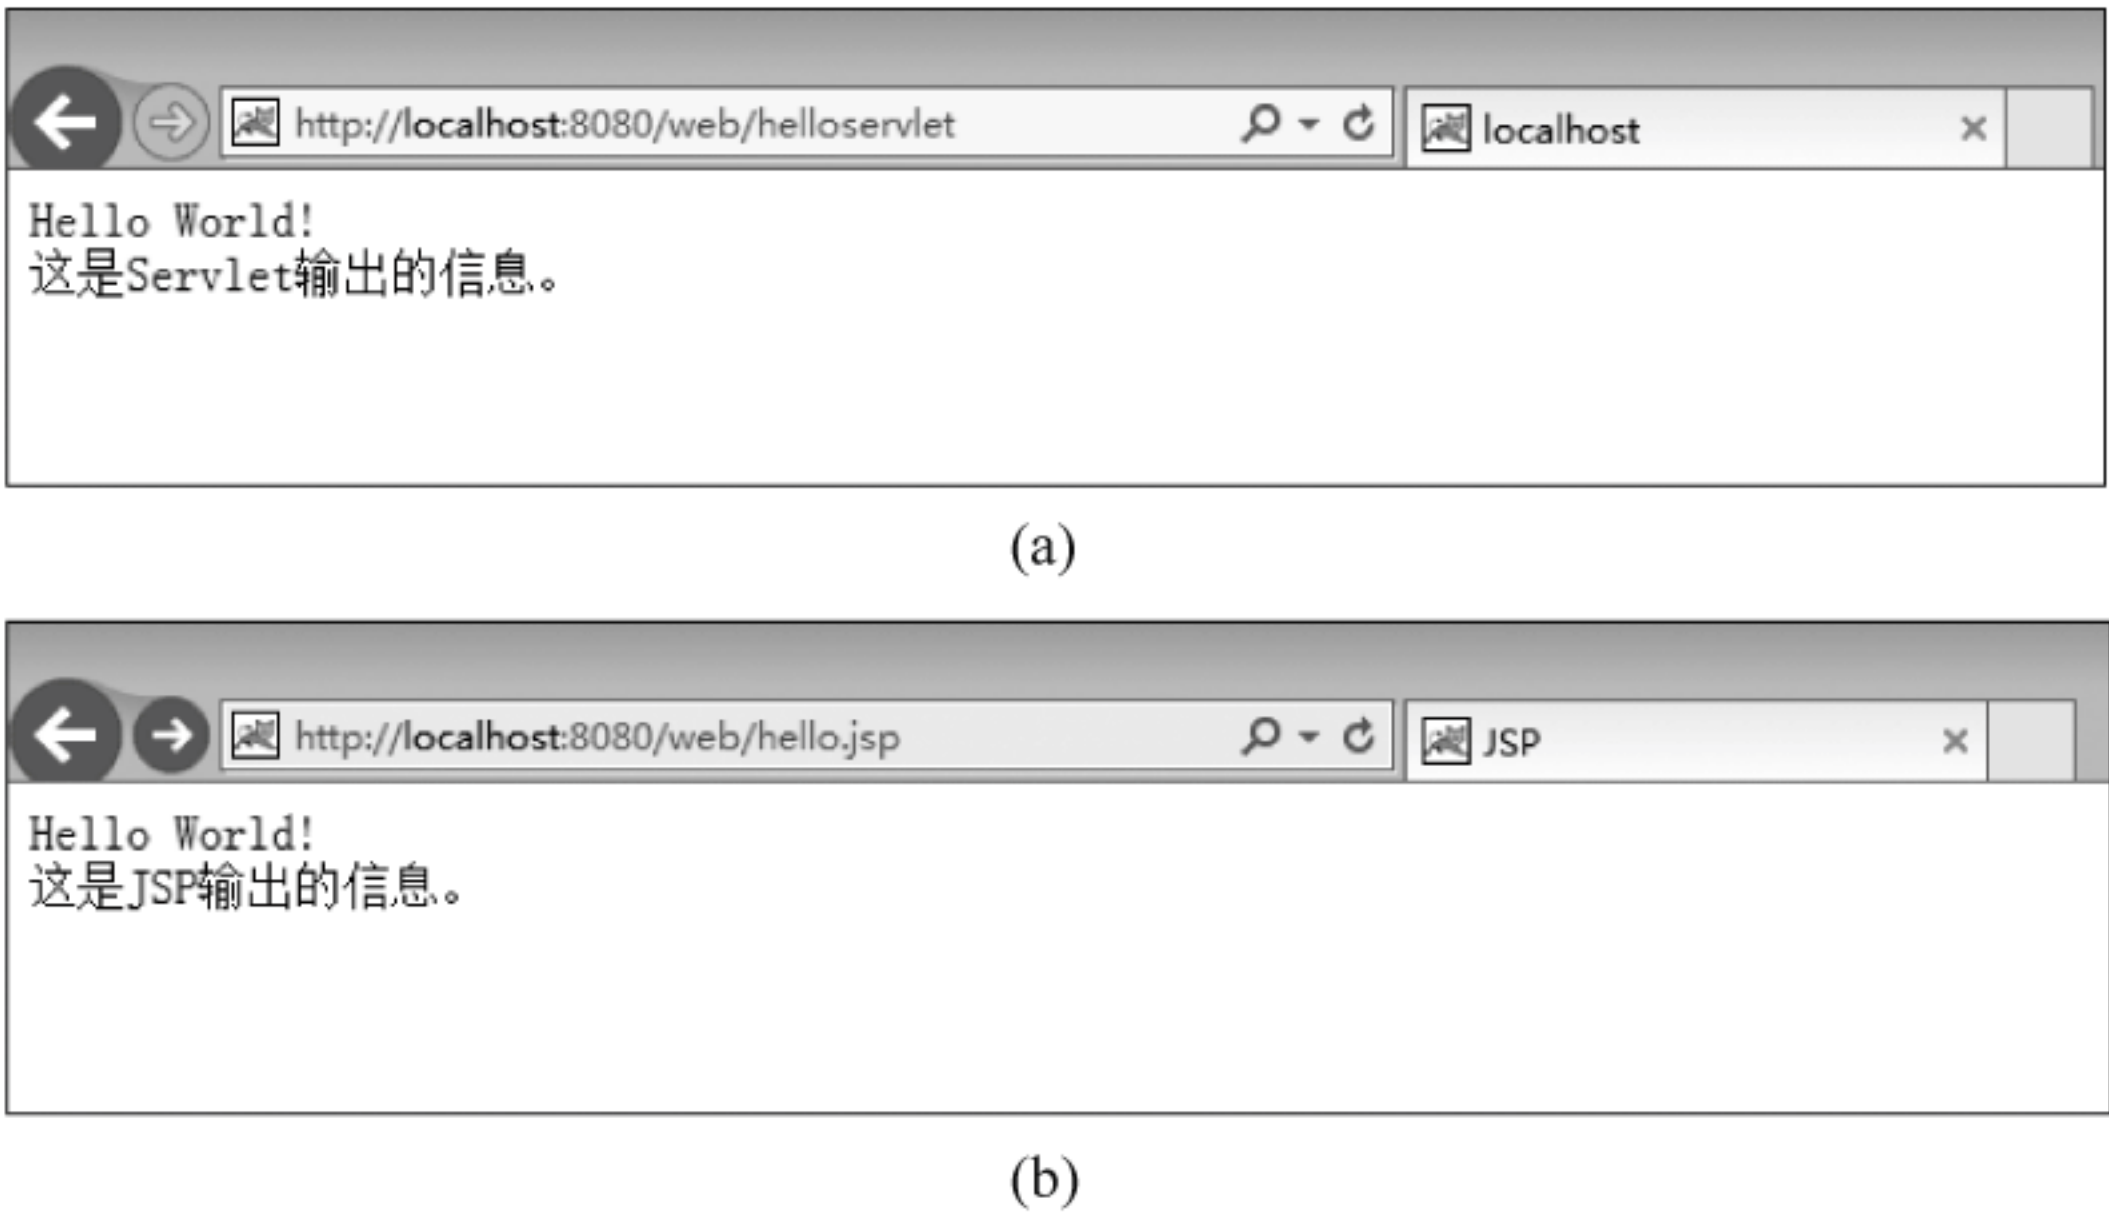 http://localhost:8080/web/helloservlet
localhost
Hello World!
这是Servlet输出的信息。
(a)
http://localhost:8080/web/hello.jsp
JSP
Hello World!
这是JSP输出的信息。
(b)